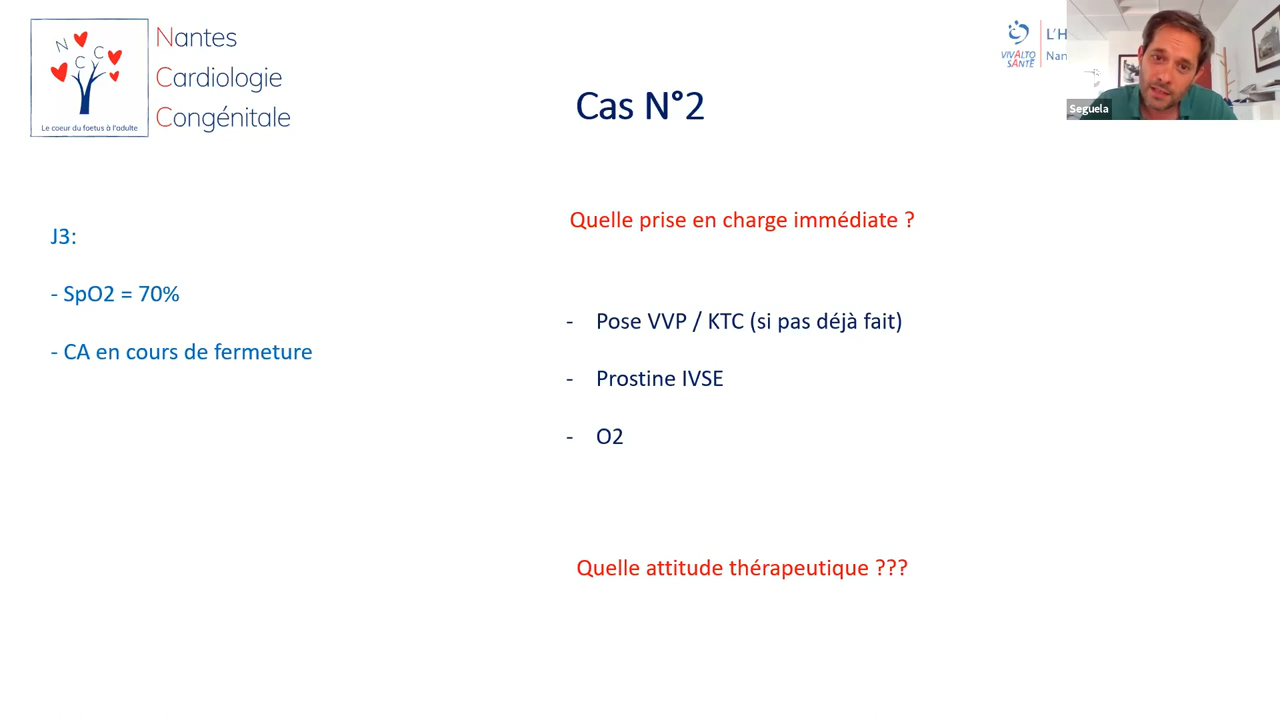 N
C
C
Le coeur du foetus à l'adulte
Nantes
Cardiologie
Congénitale
VIVALTO
SANTÉ
L'H
Nan
Seguela
Cas N°2
J3:
- SpO2 = 70%
- CA en cours de fermeture
Quelle prise en charge immédiate ?
- Pose VVP / KTC (si pas déjà fait)
- Prostine IVSE
- O2
Quelle attitude thérapeutique ???